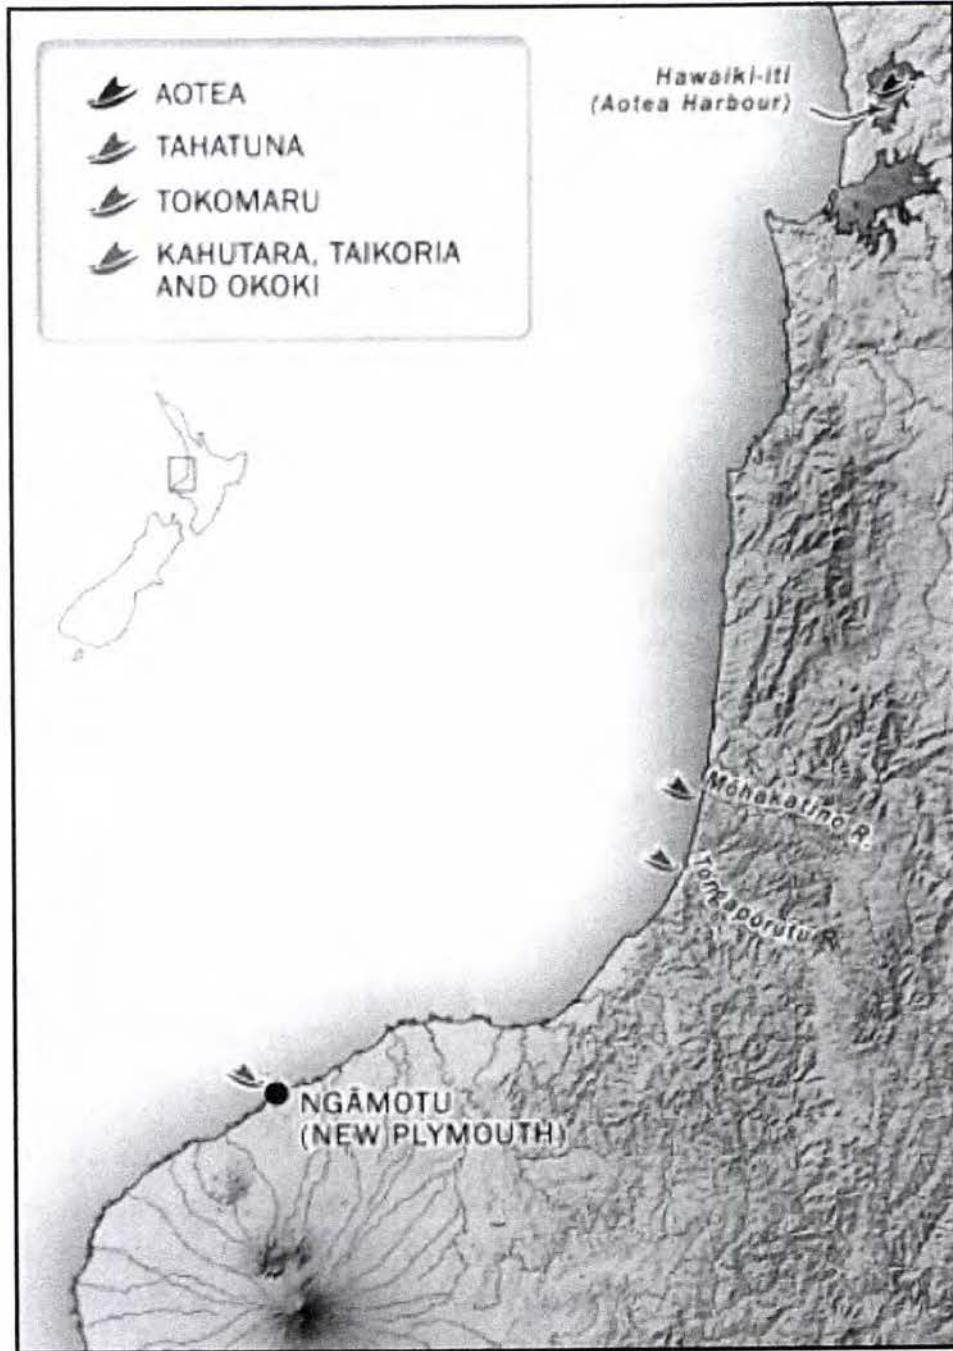 AOTEA
TAHATUNA
TOKOMARU
KAHUTARA, TAIKORIA
AND OKOKI
Hawaiki-iti
(Aotea Harbour)
Mōhakatino R.
Tongaporutu R.
NGĀMOTU
(NEW PLYMOUTH)